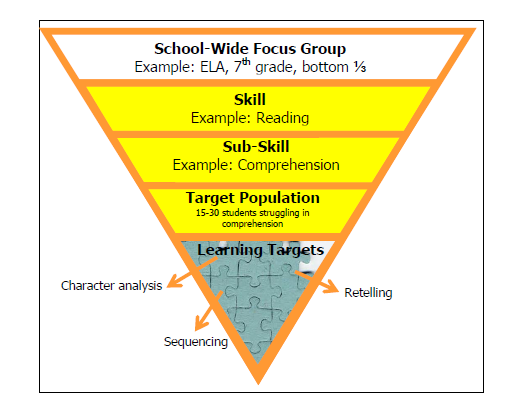 School-Wide Focus Group
Example: ELA, 7th grade, bottom ⅓
Skill
Example: Reading
Sub-Skill
Example: Comprehension
Target Population
15-30 students struggling in
comprehension
Learning Targets
Character analysis
Retelling
Sequencing